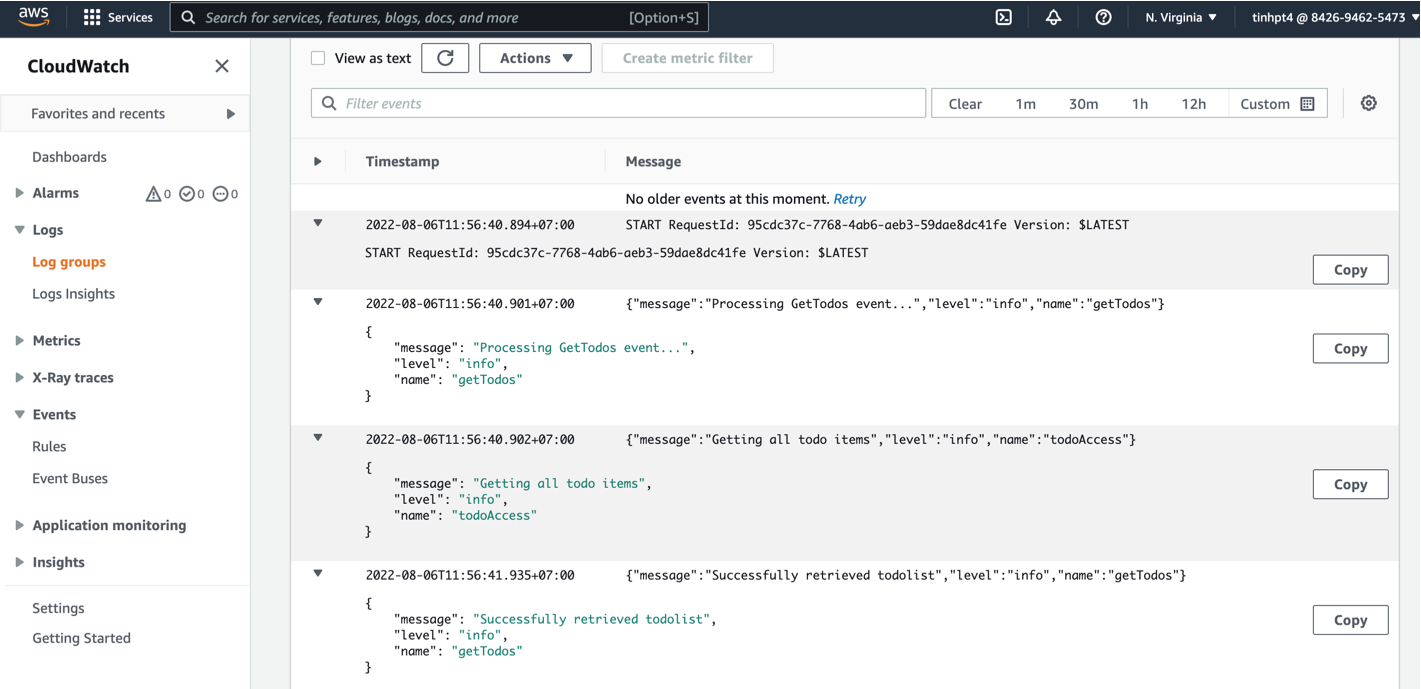 aws
Services
Search for services, features, blogs, docs, and more [Option+S]
N. Virginia
tinhpt4 @ 8426-9462-5473
CloudWatch
Favorites and recents
Dashboards
Alarms 0 0 0
Logs
Log groups
Logs Insights
Metrics
X-Ray traces
Events
Rules
Event Buses
Application monitoring
Insights
Settings
Getting Started
View as text
Actions
Create metric filter
Filter events
Clear 1m 30m 1h 12h Custom
Timestamp Message
No older events at this moment. Retry
2022-08-06T11:56:40.894+07:00 START RequestId: 95cdc37c-7768-4ab6-aeb3-59dae8dc41fe Version: $LATEST
START RequestId: 95cdc37c-7768-4ab6-aeb3-59dae8dc41fe Version: $LATEST
Copy
2022-08-06T11:56:40.901+07:00 {"message":"Processing GetTodos event...","level":"info","name":"getTodos"}
{
"message": "Processing GetTodos event...",
"level": "info",
"name": "getTodos"
}
Copy
2022-08-06T11:56:40.902+07:00 {"message":"Getting all todo items","level":"info","name":"todoAccess"}
{
"message": "Getting all todo items",
"level": "info",
"name": "todoAccess"
}
Copy
2022-08-06T11:56:41.935+07:00 {"message":"Successfully retrieved todolist","level":"info","name":"getTodos"}
{
"message": "Successfully retrieved todolist",
"level": "info",
"name": "getTodos"
}
Copy